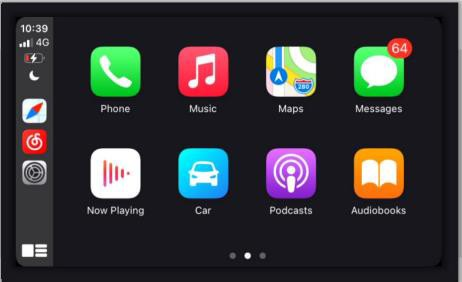 10:39
4G
64
280
Phone
Music
Maps
Messages
Now Playing
Car
Podcasts
Audiobooks